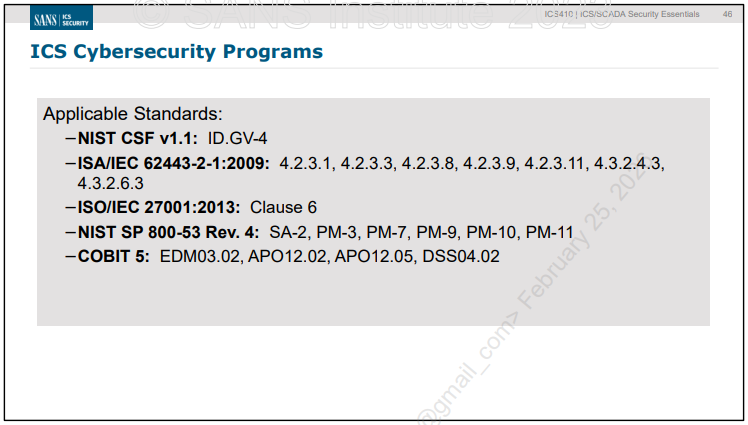 © SANS Institute 2023
SANS ICS SECURITY
ICS410 | ICS/SCADA Security Essentials 46
ICS Cybersecurity Programs
Applicable Standards:
–NIST CSF v1.1: ID.GV-4
–ISA/IEC 62443-2-1:2009: 4.2.3.1, 4.2.3.3, 4.2.3.8, 4.2.3.9, 4.2.3.11, 4.3.2.4.3,
4.3.2.6.3
–ISO/IEC 27001:2013: Clause 6
–NIST SP 800-53 Rev. 4: SA-2, PM-3, PM-7, PM-9, PM-10, PM-11
–COBIT 5: EDM03.02, APO12.02, APO12.05, DSS04.02
@gmail_com> February 25,